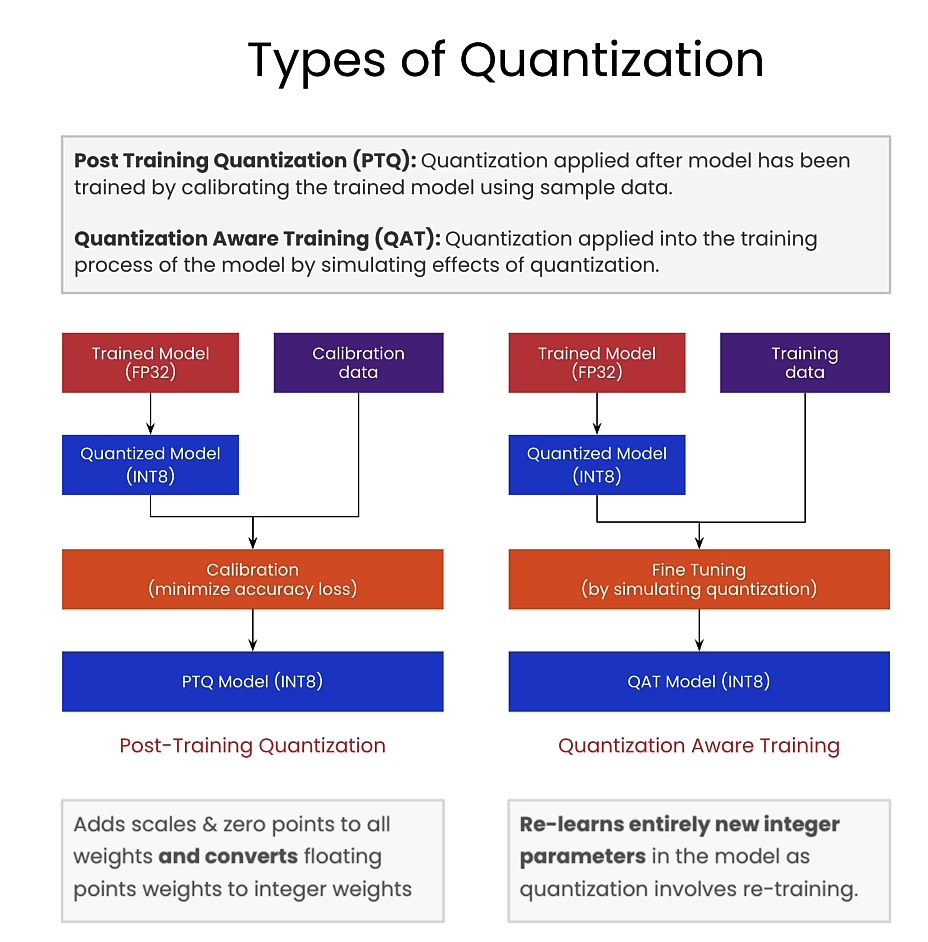 Types of Quantization
Post Training Quantization (PTQ): Quantization applied after model has been
trained by calibrating the trained model using sample data.
Quantization Aware Training (QAT): Quantization applied into the training
process of the model by simulating effects of quantization.
Trained Model
(FP32)
Calibration
data
Quantized Model
(INT8)
Calibration
(minimize accuracy loss)
PTQ Model (INT8)
Post-Training Quantization
Adds scales & zero points to all
weights and converts floating
points weights to integer weights
Trained Model
(FP32)
Training
data
Quantized Model
(INT8)
Fine Tuning
(by simulating quantization)
QAT Model (INT8)
Quantization Aware Training
Re-learns entirely new integer
parameters in the model as
quantization involves re-training.